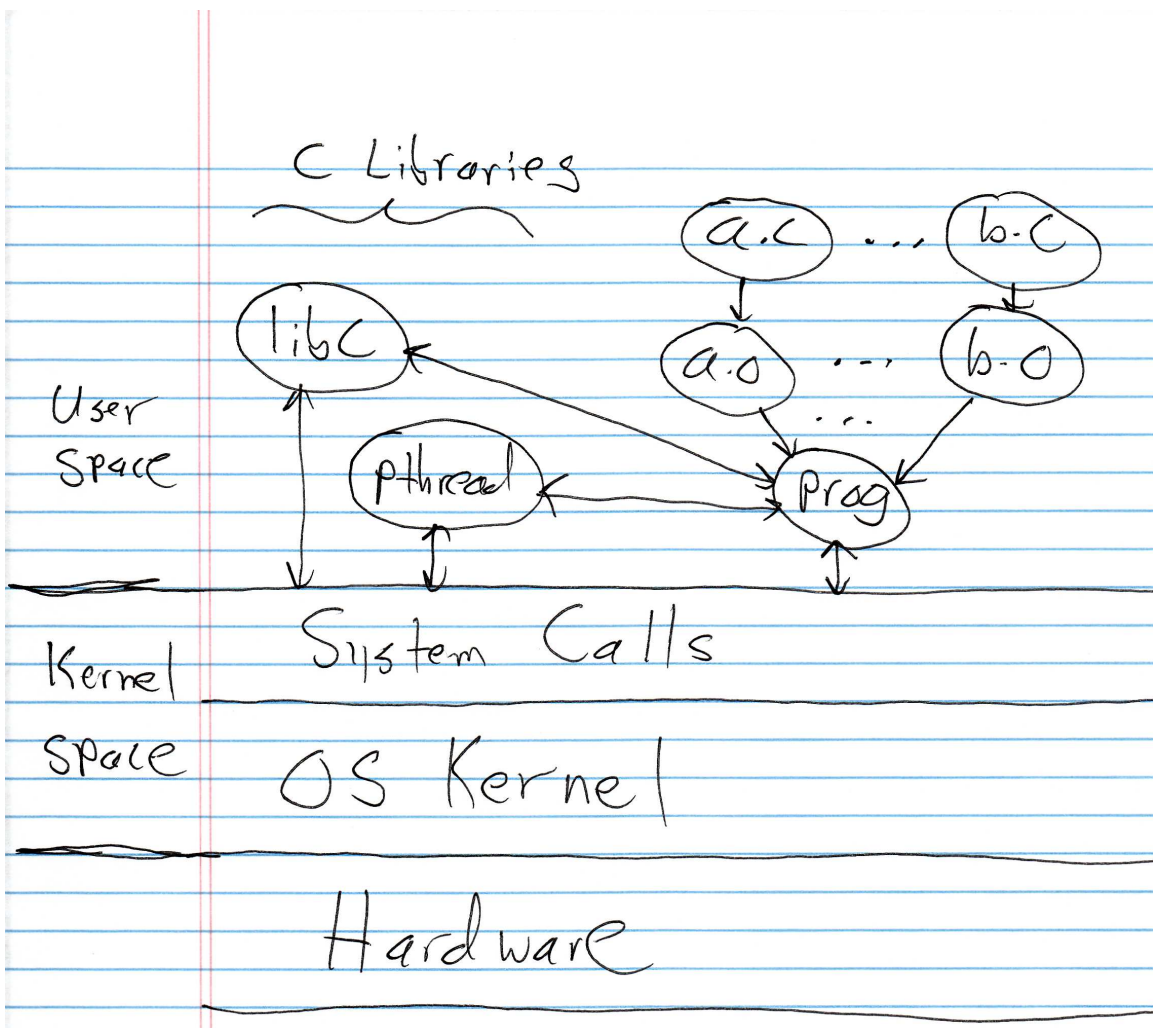 C Libraries
a.c ... b.c
libc
a.o ... b.o
...
User
space
pthread
prog
System Calls
Kernel
space
OS Kernel
Hardware